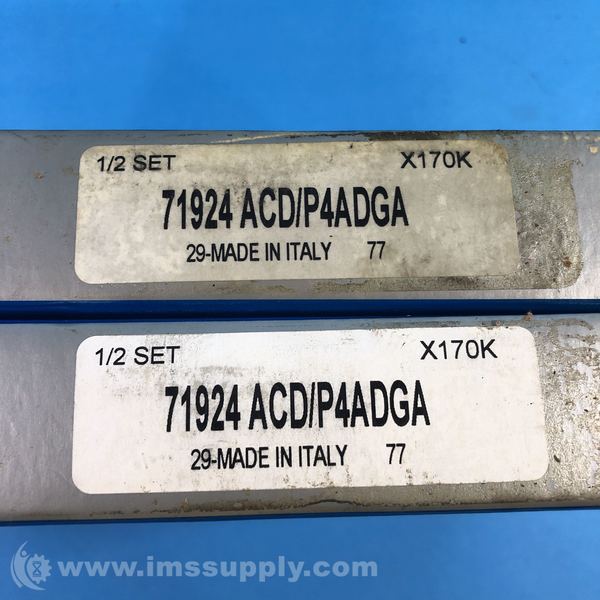 1/2 SET X170K
71924 ACD/P4ADGA
29-MADE IN ITALY 77
1/2 SET X170K
71924 ACD/P4ADGA
29-MADE IN ITALY 77
www.imssupply.com